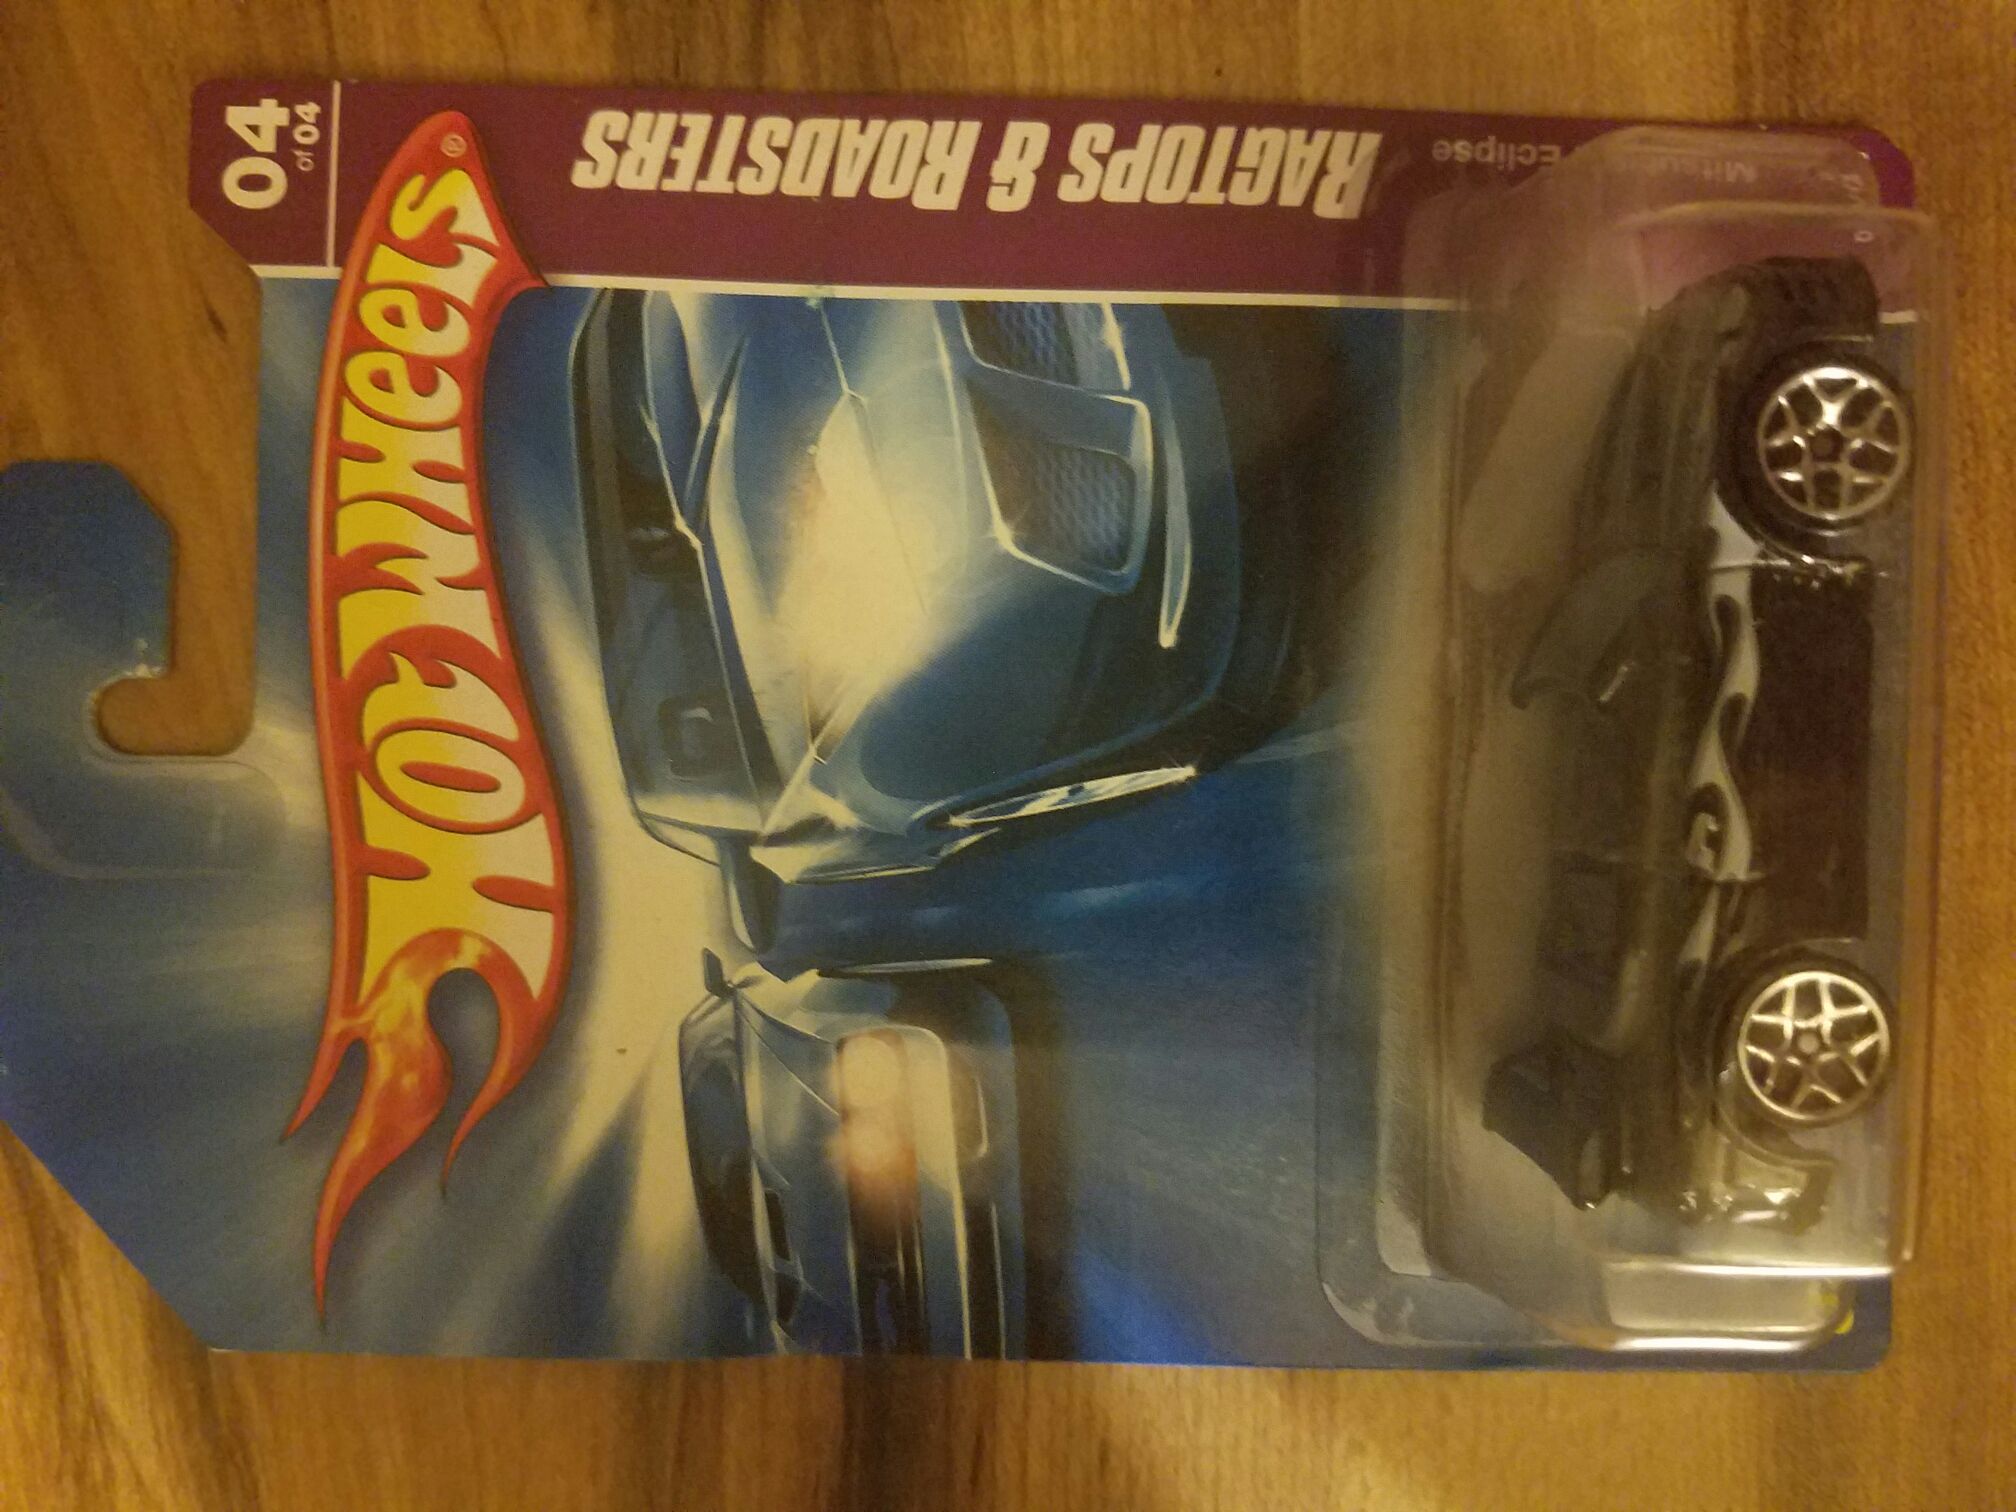 04
of 04
HOT WHEELS
®
RAGTOPS & ROADSTERS
Eclipse